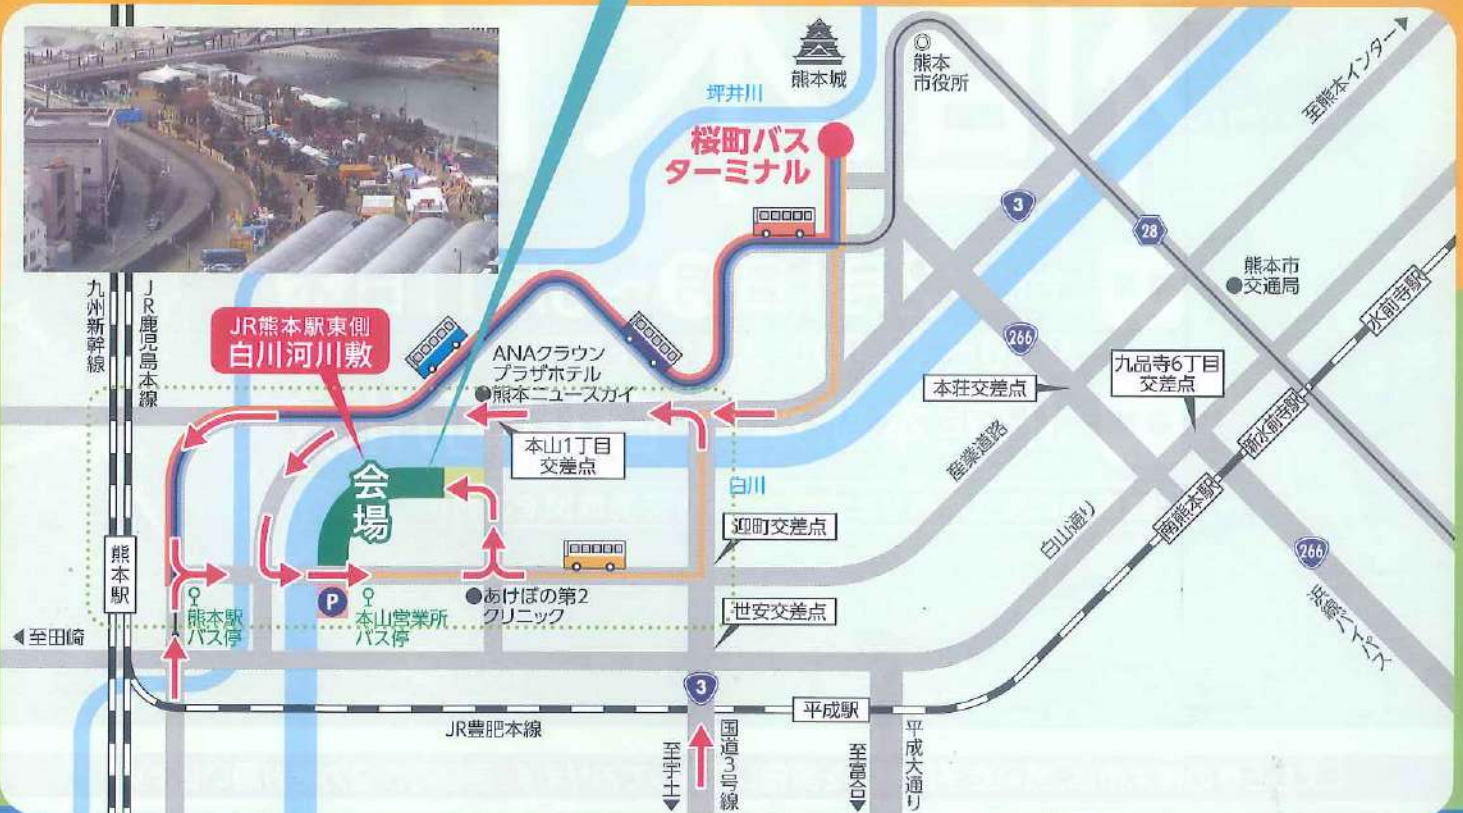 熊本城
熊本
市役所
至熊本インター
坪井川
桜町バス
ターミナル
3
28
熊本市
交通局
水前寺駅
九州新幹線
JR鹿児島本線
JR熊本駅東側
白川河川敷
ANAクラウン
プラザホテル
熊本ニュースカイ
266
本荘交差点
九品寺6丁目
交差点
新水前寺駅
本山1丁目
交差点
産業道路
会場
白川
南熊本駅
迎町交差点
白山通り
266
熊本駅
P
熊本駅
バス停
本山営業所
バス停
あけぼの第2
クリニック
世安交差点
浜線バイパス
至田崎
3
平成駅
JR豊肥本線
至宇土
国道3号線
至富合
平成大通り